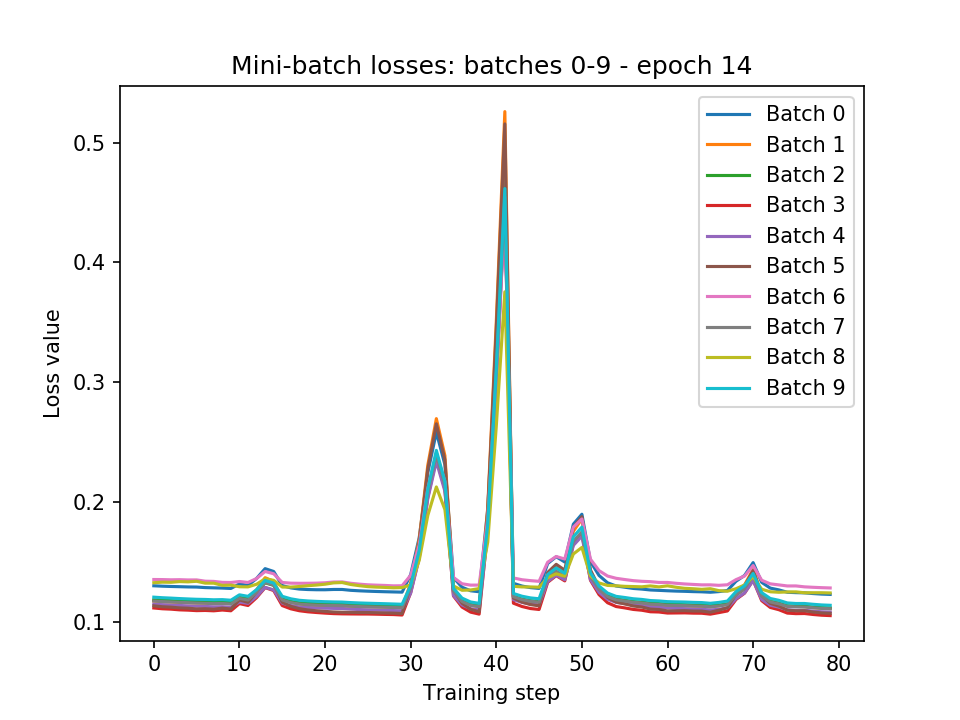 Mini-batch losses: batches 0-9 - epoch 14
Loss value
0.5
0.4
0.3
0.2
0.1
Batch 0
Batch 1
Batch 2
Batch 3
Batch 4
Batch 5
Batch 6
Batch 7
Batch 8
Batch 9
0 10 20 30 40 50 60 70 80
Training step